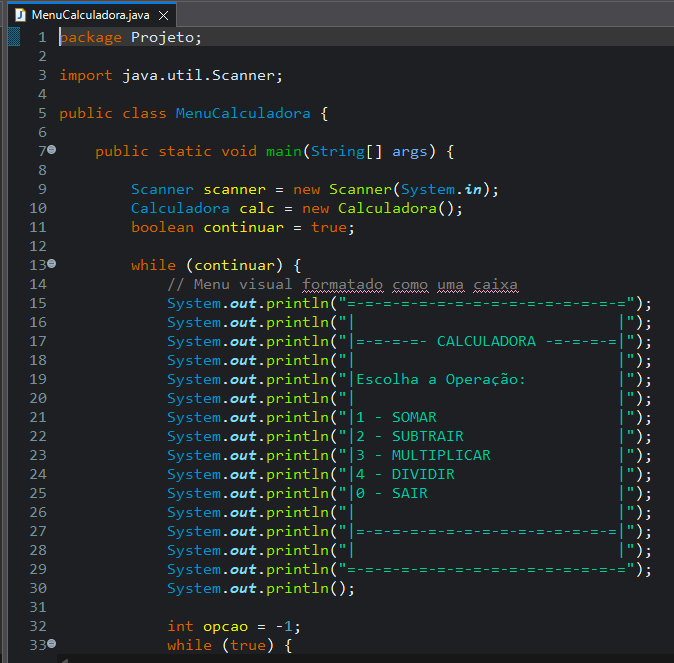 MenuCalculadora.java
1 package Projeto;
2
3 import java.util.Scanner;
4
5 public class MenuCalculadora {
6
7 public static void main(String[] args) {
8
9 Scanner scanner = new Scanner(System.in);
10 Calculadora calc = new Calculadora();
11 boolean continuar = true;
12
13 while (continuar) {
14 // Menu visual formatado como uma caixa
15 System.out.println("=-=-=-=-=-=-=-=-=-=-=-=-=-=-=-=");
16 System.out.println("|                             |");
17 System.out.println("|=-=-=-=- CALCULADORA -=-=-=-=|");
18 System.out.println("|                             |");
19 System.out.println("|Escolha a Operação:          |");
20 System.out.println("|                             |");
21 System.out.println("|1 - SOMAR                    |");
22 System.out.println("|2 - SUBTRAIR                 |");
23 System.out.println("|3 - MULTIPLICAR              |");
24 System.out.println("|4 - DIVIDIR                  |");
25 System.out.println("|0 - SAIR                     |");
26 System.out.println("|                             |");
27 System.out.println("|=-=-=-=-=-=-=-=-=-=-=-=-=-=-=|");
28 System.out.println("|                             |");
29 System.out.println("=-=-=-=-=-=-=-=-=-=-=-=-=-=-=-=");
30 System.out.println();
31
32 int opcao = -1;
33 while (true) {